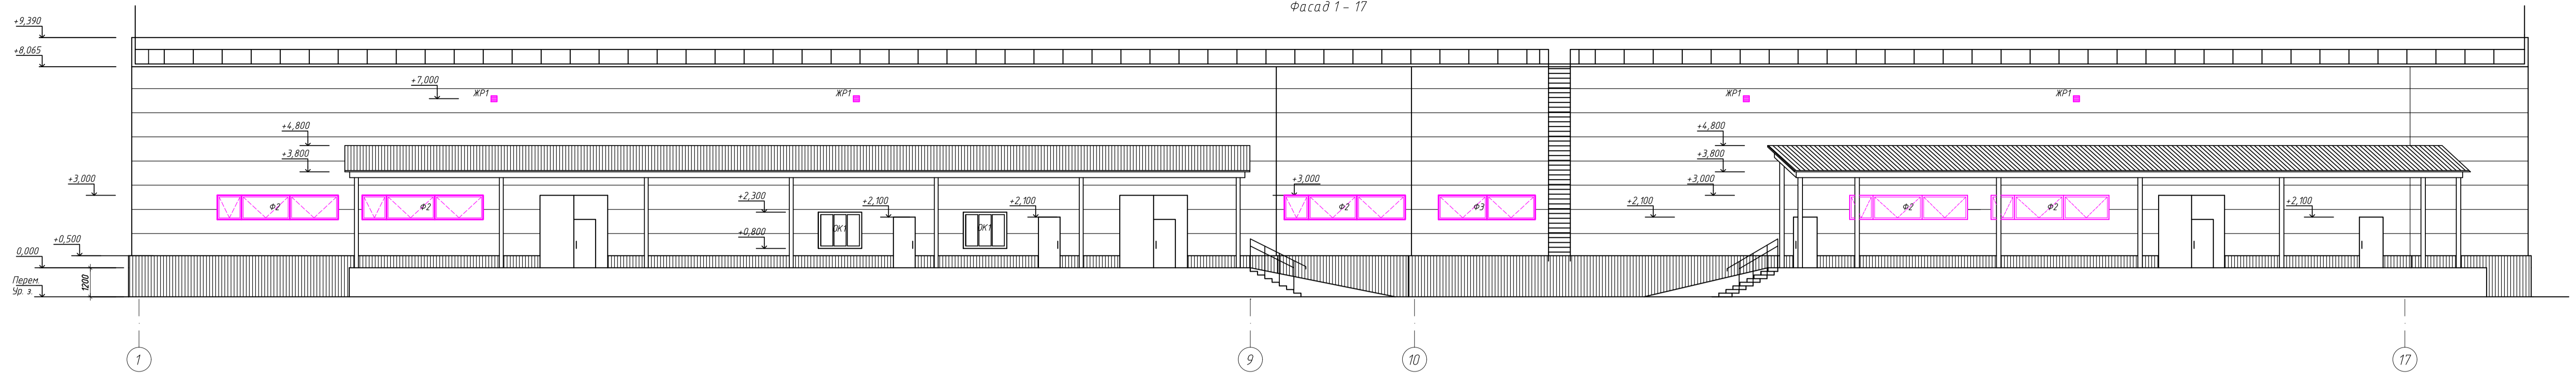 Фасад 1 – 17
+9,390
+8,065
+7,000
ЖР1
ЖР1
ЖР1
ЖР1
+4,800
+4,800
+3,800
+3,800
+3,000
+3,000
+3,000
Ф2
Ф2
+2,300
+2,100
+2,100
Ф2
Ф3
+2,100
Ф2
Ф2
+2,100
ОК1
ОК1
+0,800
+0,500
0,000
1200
Перем.
Ур. з.
1
9
10
17